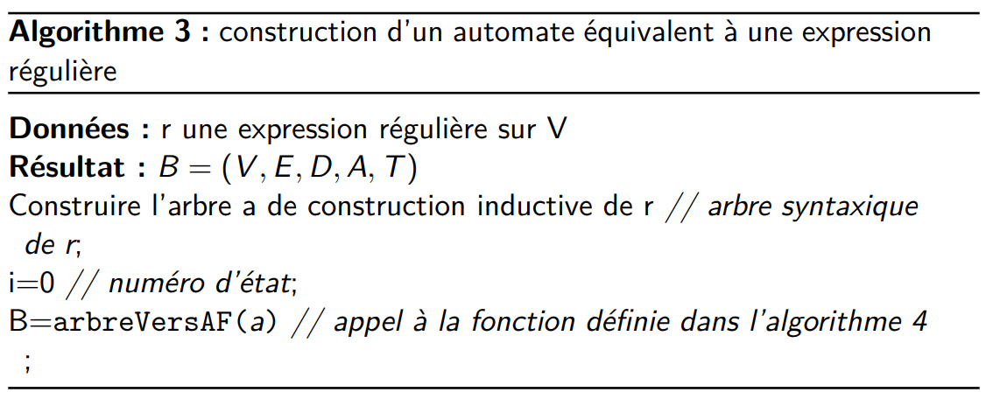 Algorithme 3 : construction d'un automate équivalent à une expression
régulière
Données : r une expression régulière sur V
Résultat : B = (V, E, D, A, T)
Construire l'arbre a de construction inductive de r // arbre syntaxique
de r;
i=0 // numéro d'état;
B=arbreVersAF(a) // appel à la fonction définie dans l'algorithme 4
;